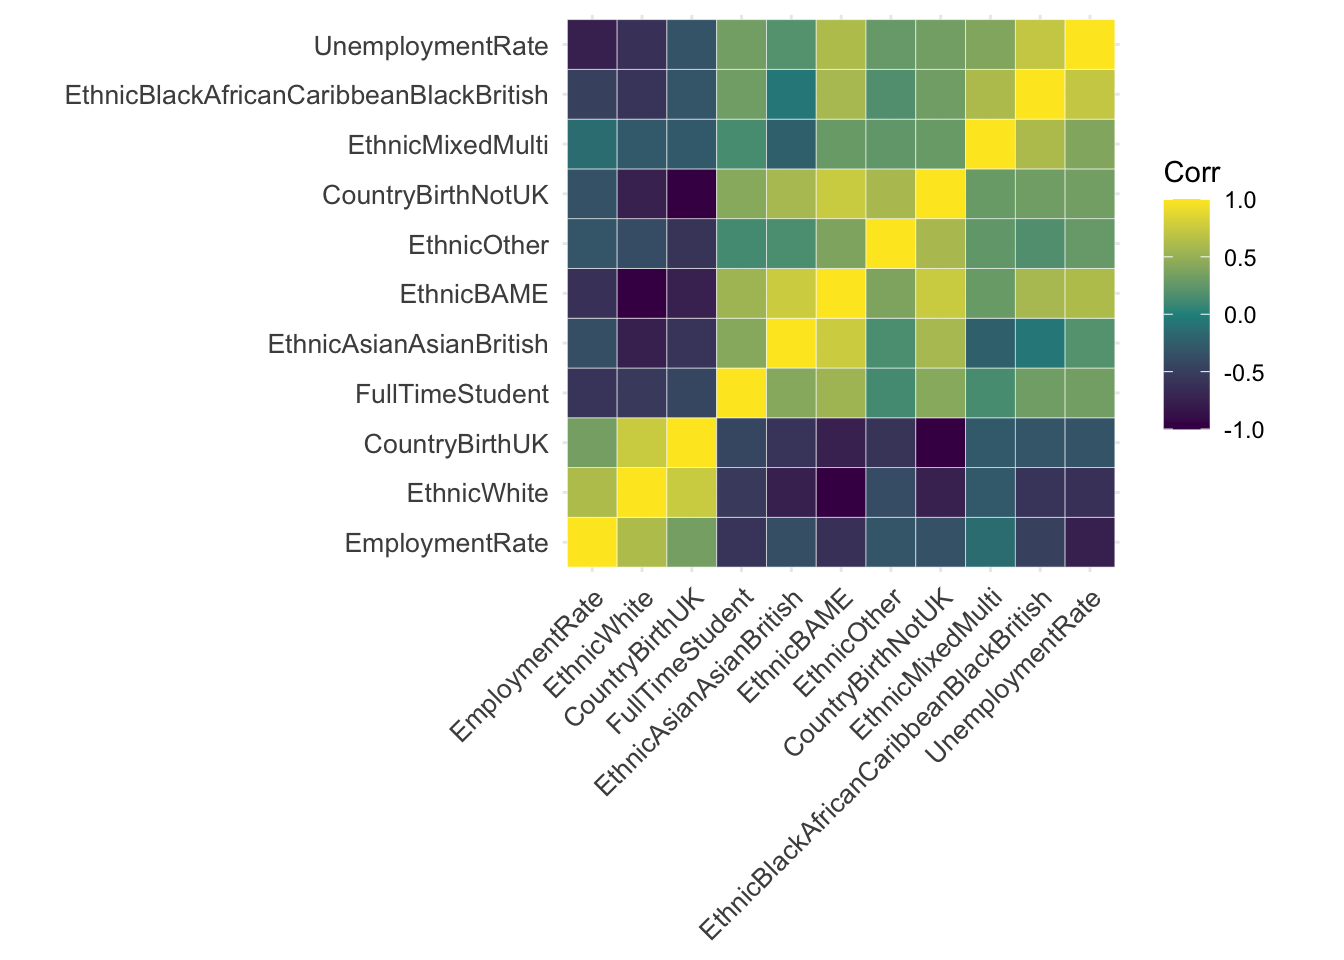 UnemploymentRate
EthnicBlackAfricanCaribbeanBlackBritish
EthnicMixedMulti
CountryBirthNotUK
EthnicOther
EthnicBAME
EthnicAsianAsianBritish
FullTimeStudent
CountryBirthUK
EthnicWhite
EmploymentRate
EmploymentRate
EthnicWhite
CountryBirthUK
FullTimeStudent
EthnicAsianAsianBritish
EthnicBAME
EthnicOther
CountryBirthNotUK
EthnicMixedMulti
EthnicBlackAfricanCaribbeanBlackBritish
UnemploymentRate
Corr
1.0
0.5
0.0
-0.5
-1.0